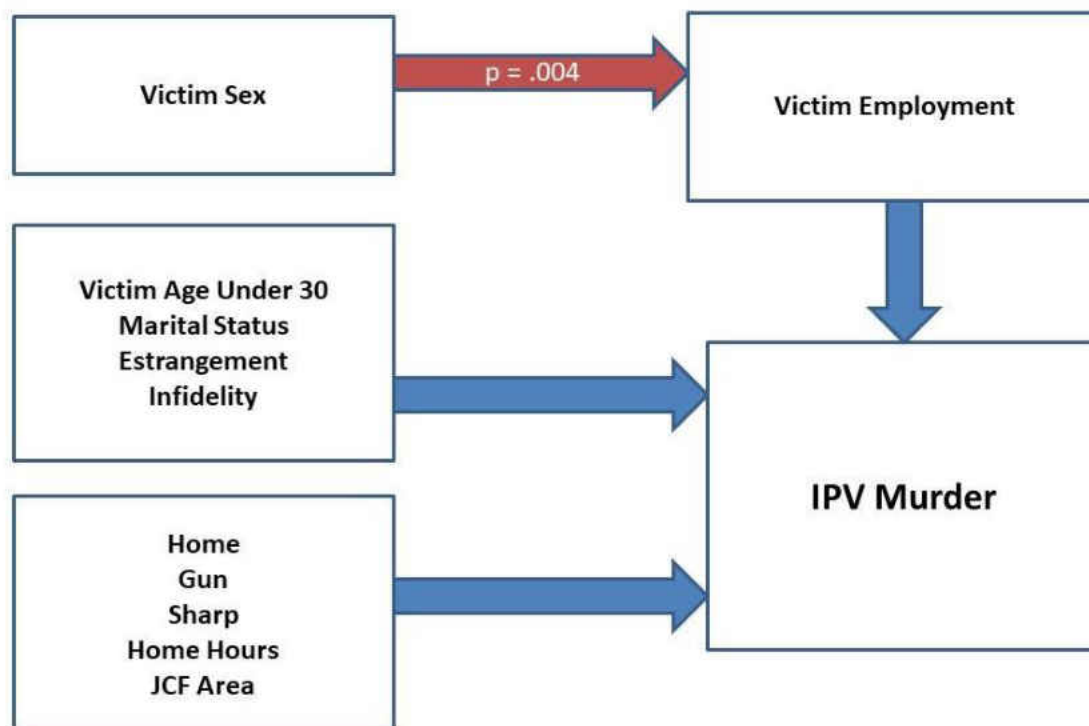 Victim Sex
p = .004
Victim Employment
Victim Age Under 30
Marital Status
Estrangement
Infidelity
IPV Murder
Home
Gun
Sharp
Home Hours
JCF Area